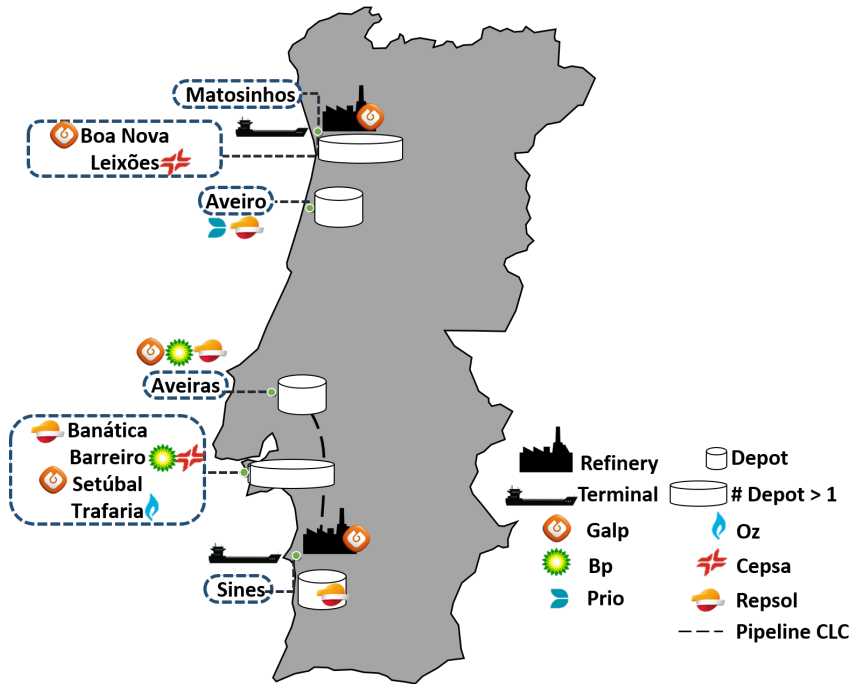 Matosinhos
Boa Nova
Leixões
Aveiro
Aveiras
Banática
Barreiro
Setúbal
Trafaria
Sines
Refinery
Depot
Terminal
# Depot > 1
Galp
Oz
Bp
Cepsa
Prio
Repsol
Pipeline CLC